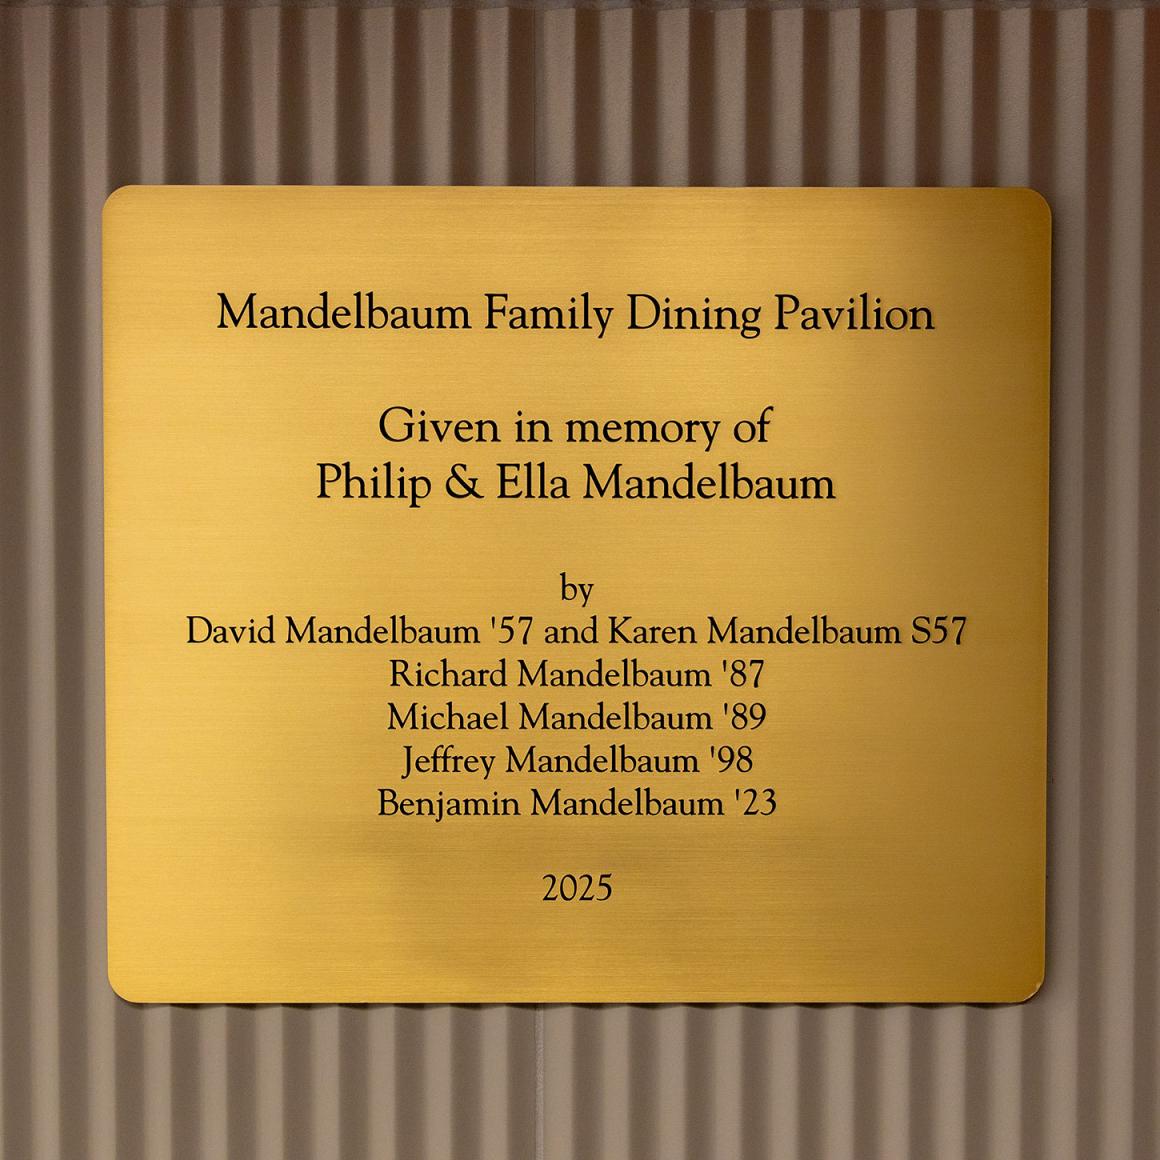 Mandelbaum Family Dining Pavilion
Given in memory of
Philip & Ella Mandelbaum
by
David Mandelbaum '57 and Karen Mandelbaum S57
Richard Mandelbaum '87
Michael Mandelbaum '89
Jeffrey Mandelbaum '98
Benjamin Mandelbaum '23
2025